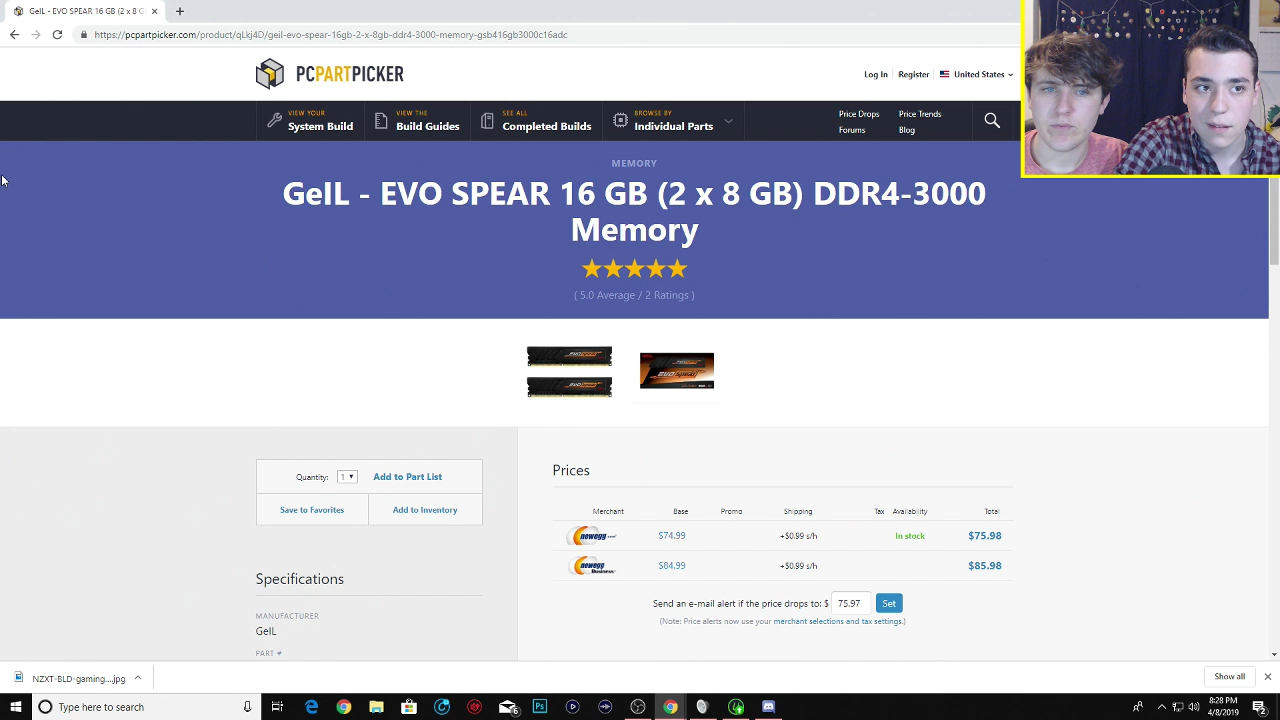 GeIL - EVO SPEAR 16 GB (2 x 8 G
https://pcpartpicker.com/product/qLkj4D/geil-evo-spear-16gb-2-x-8gb-ddr4-3000-memory-gsb416gb3000c16adc
PCPARTPICKER
Log In | Register
United States
VIEW YOUR
System Build
VIEW THE
Build Guides
SEE ALL
Completed Builds
BROWSE BY
Individual Parts
Price Drops
Price Trends
Forums
Blog
MEMORY
GeIL - EVO SPEAR 16 GB (2 x 8 GB) DDR4-3000
Memory
( 5.0 Average / 2 Ratings )
Quantity: 1
Add to Part List
Save to Favorites
Add to Inventory
Specifications
MANUFACTURER
GeIL
PART #
Prices
Merchant Base Promo Shipping Tax Availability Total
newegg.com $74.99 +$0.99 s/h In stock $75.98
newegg Business $84.99 +$0.99 s/h $85.98
Send an e-mail alert if the price drops to: $ 75.97 Set
(Note: Price alerts now use your merchant selections and tax settings.)
NZXT-BLD-gaming....jpg
Show all
Type here to search
8:28 PM
4/8/2019